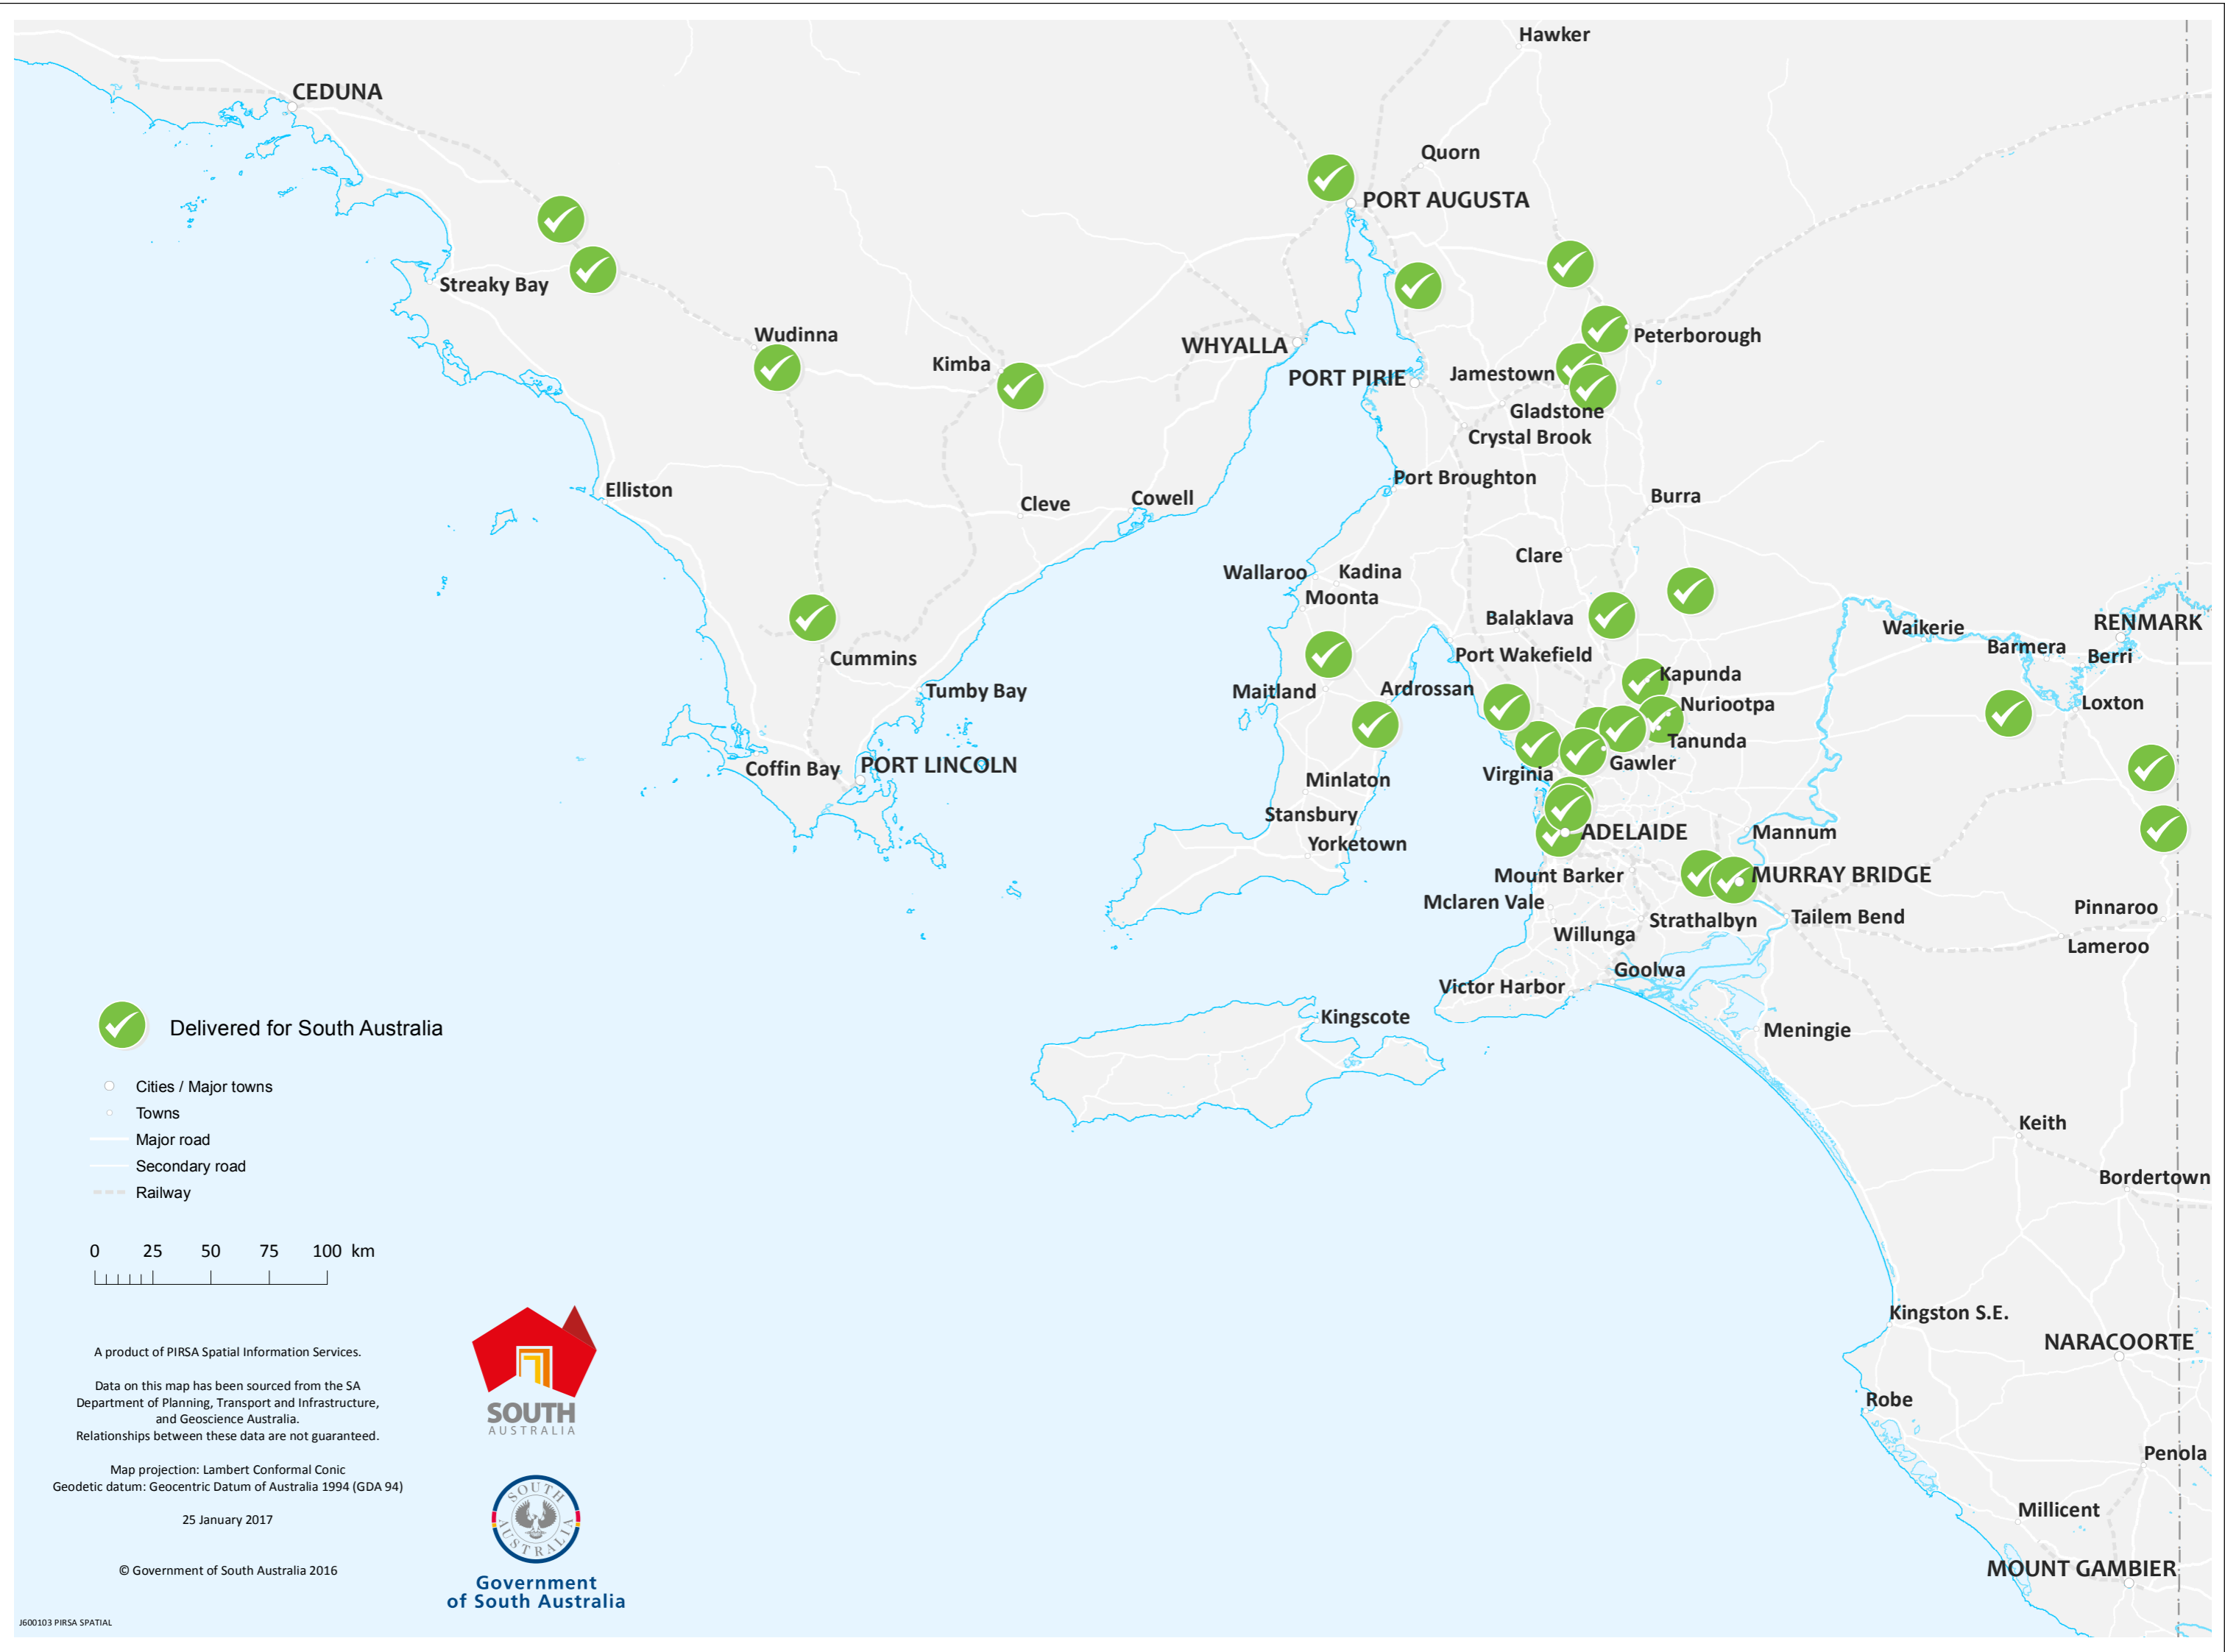 Hawker
CEDUNA
Quorn
PORT AUGUSTA
Streaky Bay
Wudinna
Peterborough
WHYALLA
Kimba
Jamestown
PORT PIRIE
Gladstone
Crystal Brook
Port Broughton
Elliston
Burra
Cowell
Cleve
Clare
Wallaroo
Kadina
Moonta
Balaklava
RENMARK
Waikerie
Barmera
Berri
Port Wakefield
Cummins
Kapunda
Tumby Bay
Maitland
Ardrossan
Nuriootpa
Loxton
Tanunda
Coffin Bay
PORT LINCOLN
Gawler
Virginia
Minlaton
Stansbury
ADELAIDE
Mannum
Yorketown
Mount Barker
MURRAY BRIDGE
Mclaren Vale
Pinnaroo
Tailem Bend
Strathalbyn
Willunga
Lameroo
Goolwa
Victor Harbor
Kingscote
Meningie
Keith
Bordertown
Kingston S.E.
NARACOORTE
Robe
Penola
Millicent
MOUNT GAMBIER
Delivered for South Australia
Cities / Major towns
Towns
Major road
Secondary road
Railway
0 25 50 75 100 km
A product of PIRSA Spatial Information Services.
Data on this map has been sourced from the SA
Department of Planning, Transport and Infrastructure,
and Geoscience Australia.
Relationships between these data are not guaranteed.
Map projection: Lambert Conformal Conic
Geodetic datum: Geocentric Datum of Australia 1994 (GDA 94)
25 January 2017
© Government of South Australia 2016
J600103 PIRSA SPATIAL
SOUTH
AUSTRALIA
SOUTH
AUSTRALIA
Government
of South Australia